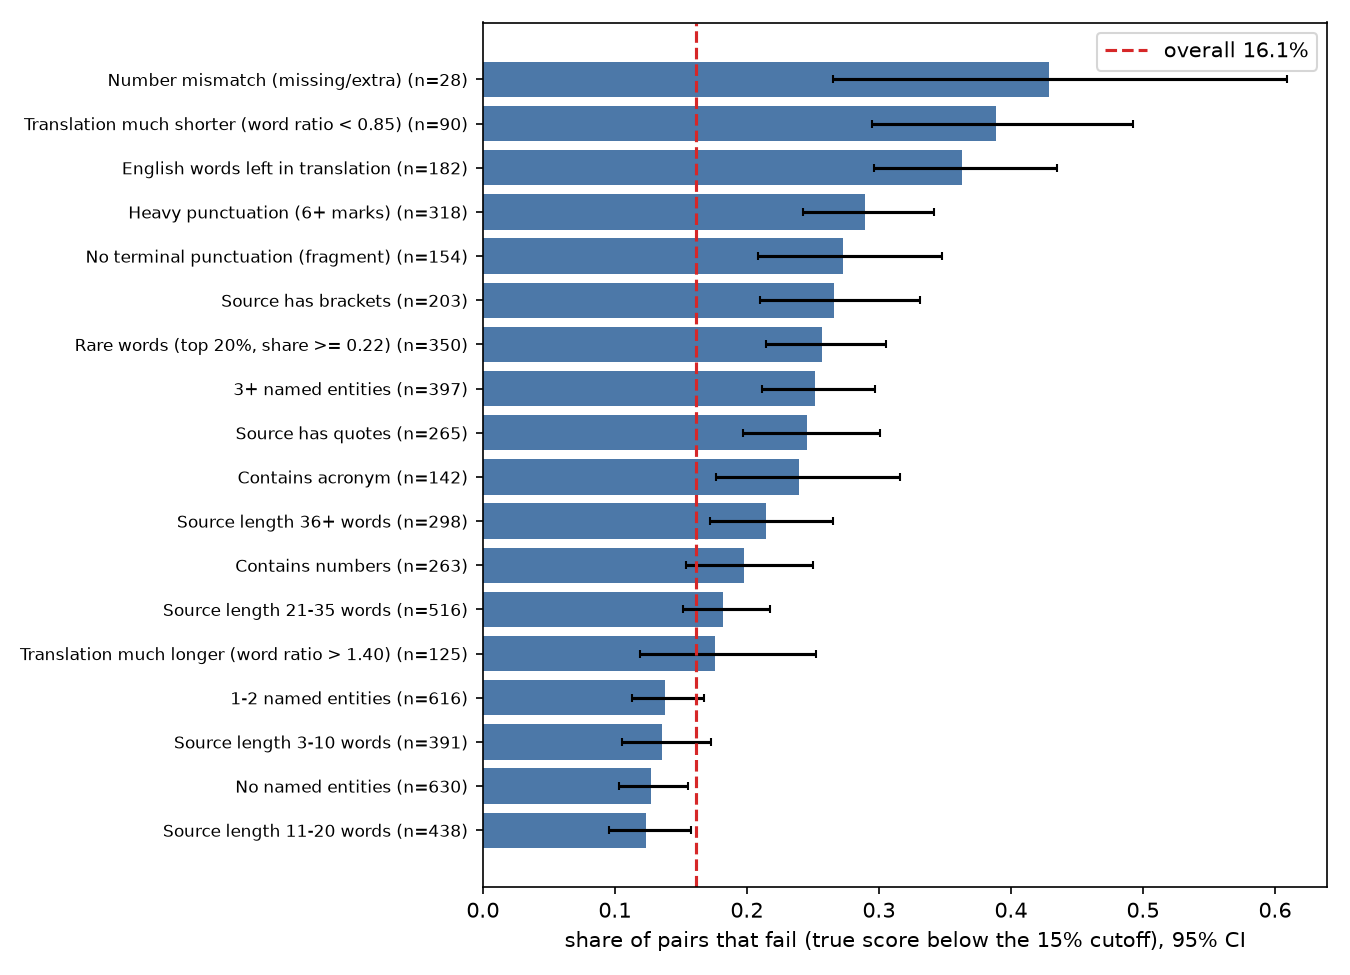 overall 16.1%
Number mismatch (missing/extra) (n=28)
Translation much shorter (word ratio < 0.85) (n=90)
English words left in translation (n=182)
Heavy punctuation (6+ marks) (n=318)
No terminal punctuation (fragment) (n=154)
Source has brackets (n=203)
Rare words (top 20%, share >= 0.22) (n=350)
3+ named entities (n=397)
Source has quotes (n=265)
Contains acronym (n=142)
Source length 36+ words (n=298)
Contains numbers (n=263)
Source length 21-35 words (n=516)
Translation much longer (word ratio > 1.40) (n=125)
1-2 named entities (n=616)
Source length 3-10 words (n=391)
No named entities (n=630)
Source length 11-20 words (n=438)
0.0 0.1 0.2 0.3 0.4 0.5 0.6
share of pairs that fail (true score below the 15% cutoff), 95% CI